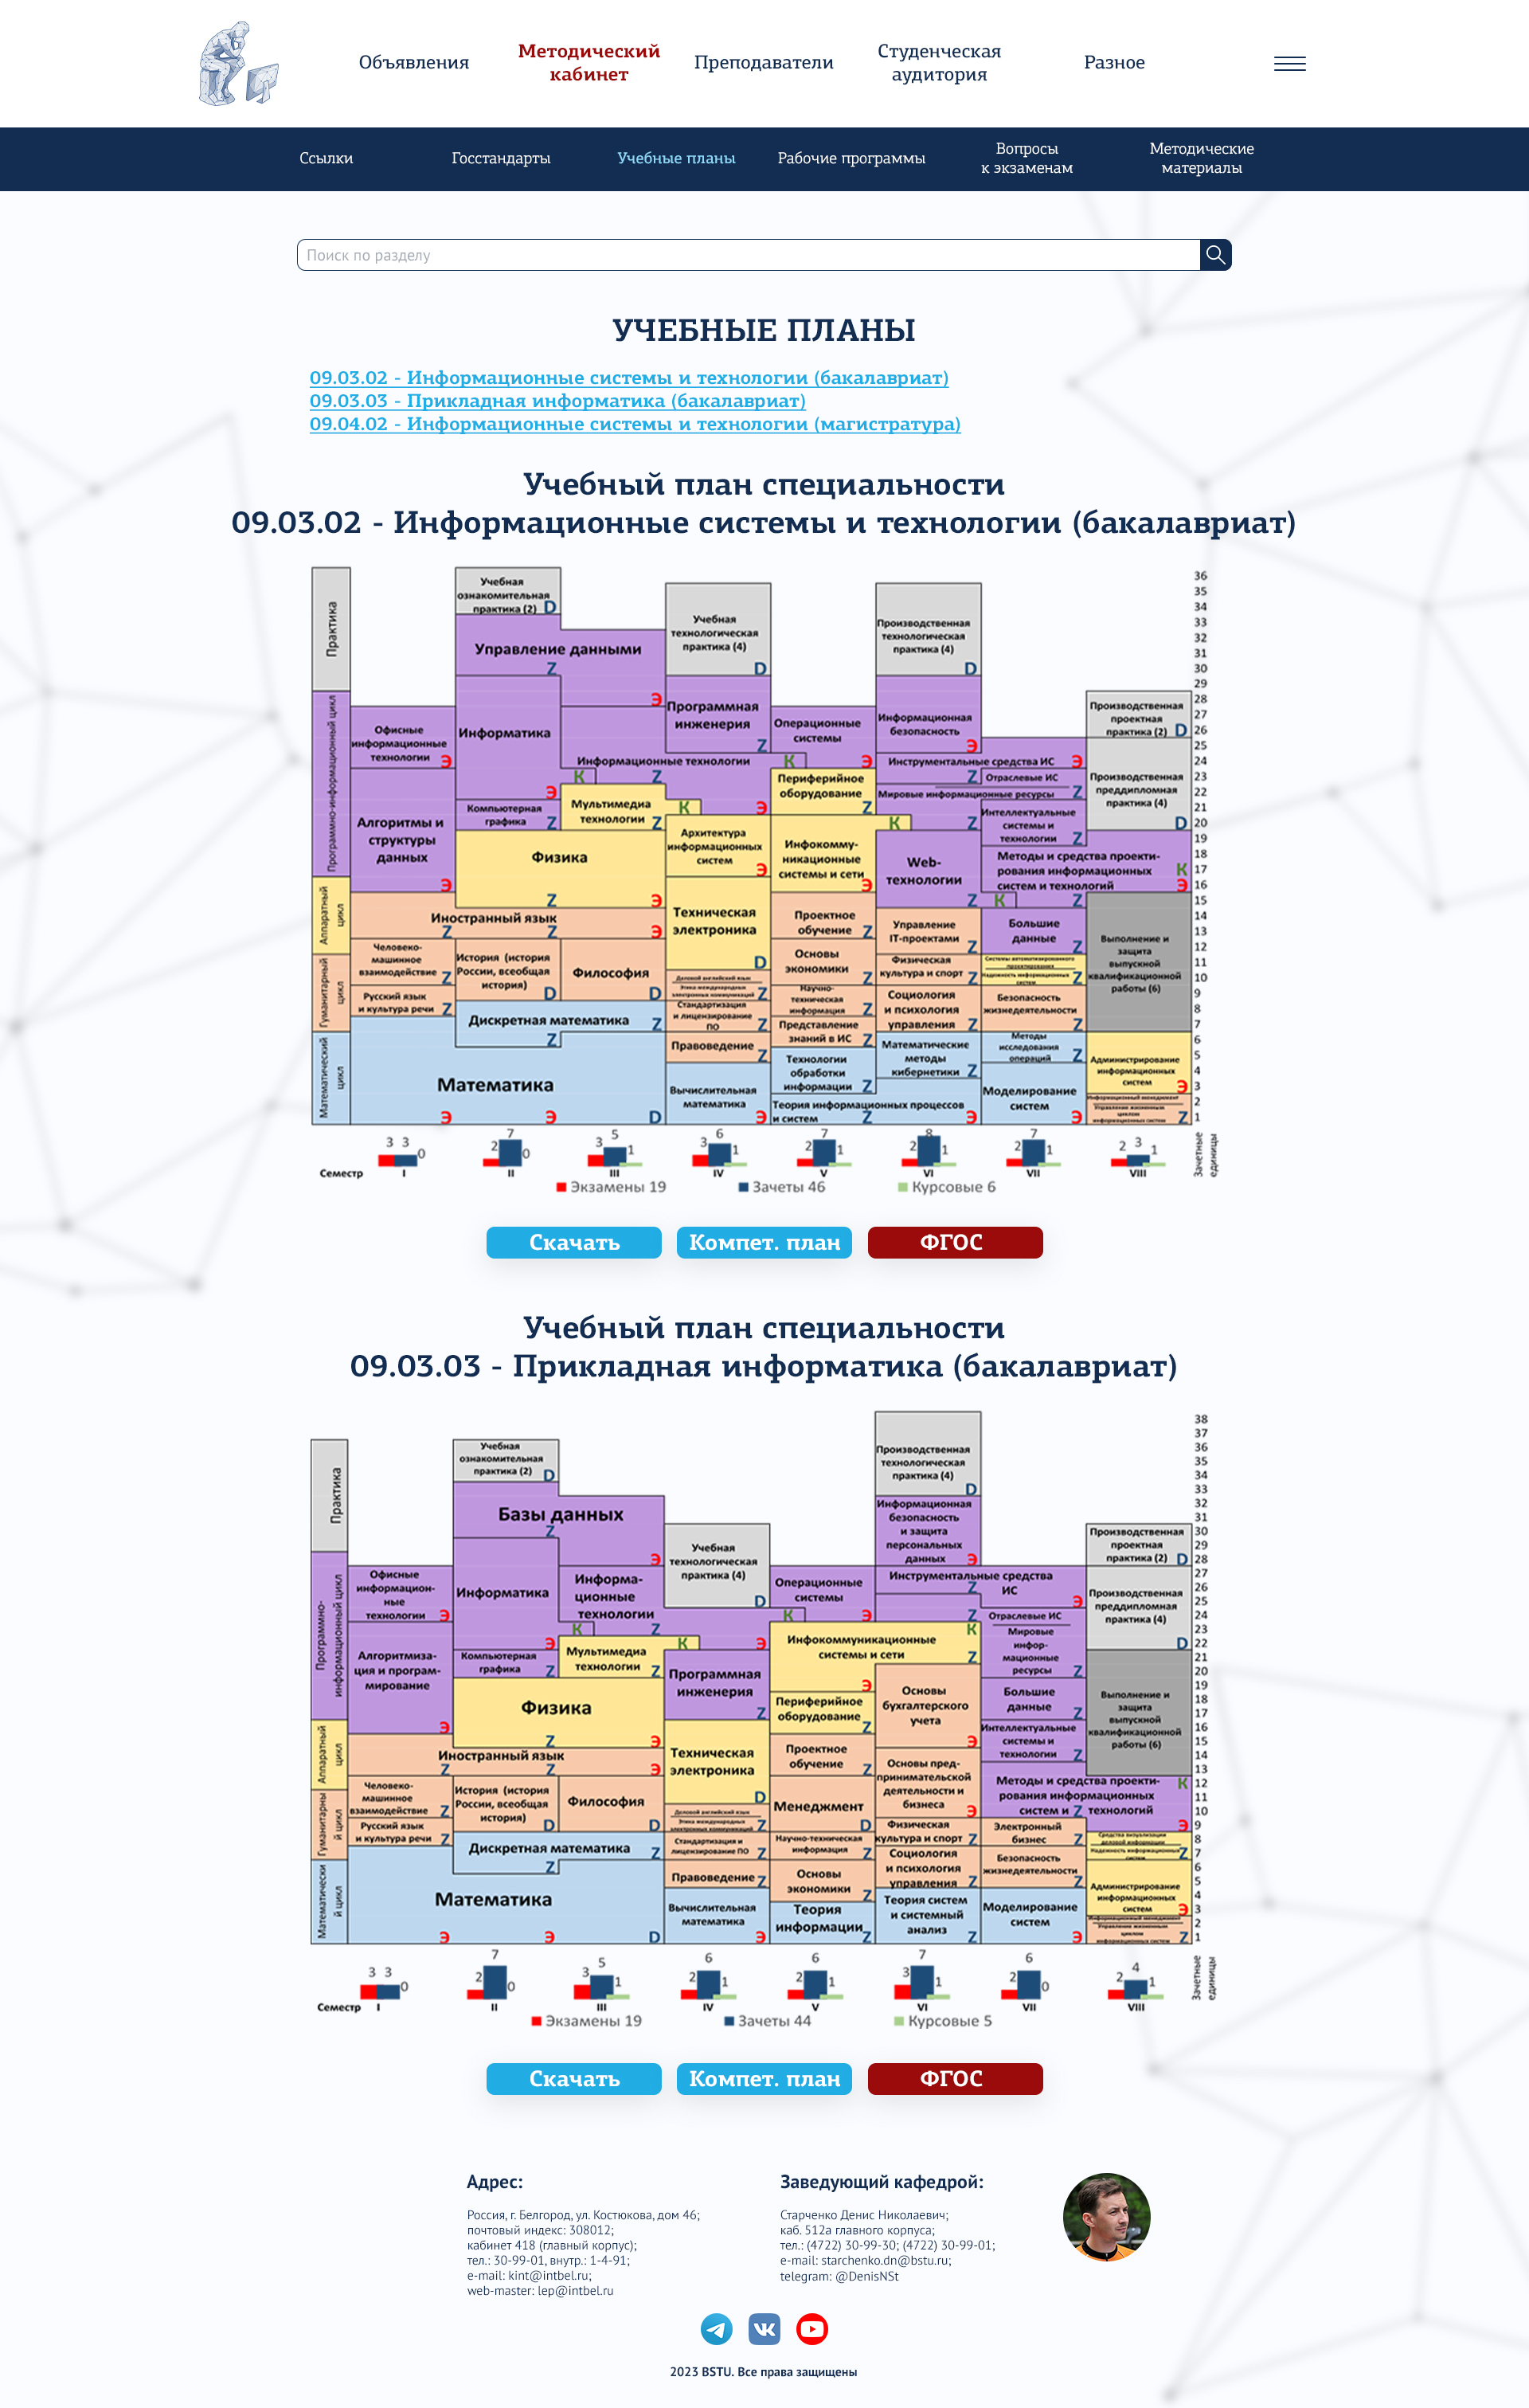 Объявления
Методический
кабинет
Преподаватели
Студенческая
аудитория
Разное
Ссылки
Госстандарты
Учебные планы
Рабочие программы
Вопросы
к экзаменам
Методические
материалы
Поиск по разделу
УЧЕБНЫЕ ПЛАНЫ
09.03.02 - Информационные системы и технологии (бакалавриат)
09.03.03 - Прикладная информатика (бакалавриат)
09.04.02 - Информационные системы и технологии (магистратура)
Учебный план специальности
09.03.02 - Информационные системы и технологии (бакалавриат)
Практика
Программно-информационный цикл
Аппаратный
цикл
Гуманитарный
цикл
Математический
цикл
Учебная
ознакомительная
практика (2) D
Управление данными
Z
Э
Учебная
технологическая
практика (4)
D
Производственная
технологическая
практика (4)
D
Офисные
информационные
технологии Э
Информатика
Э
Программная
инженерия
Z
Операционные
системы
Э
Информационная
безопасность
Э
Производственная
проектная
практика (2) D
Информационные технологии
К Z Э К
Инструментальные средства ИС Э
Z
Отраслевые ИС
Мировые информационные ресурсы Z
Z
Производственная
преддипломная
практика (4)
D
Алгоритмы и
структуры
данных
Э
Компьютерная
графика Z
Мультимедиа
технологии Z
К
Периферийное
оборудование
Z
Интеллектуальные
системы и
технологии Z
Физика
Z Э
Архитектура
информационных
систем
Э
Инфокомму-
никационные
системы и сети
Э
К
Web-
технологии
Z
Методы и средства проекти-
рования информационных К
систем и технологий Э
К Z
Иностранный язык
Z Z Э
Техническая
электроника
D
Проектное
обучение Z
Управление
IT-проектами
Z
Большие
данные
Z
Выполнение и
защита
выпускной
квалификационной
работы (6)
Человеко-
машинное
взаимодействие Z
История (история
России, всеобщая
история) D
Философия
D
Основы
экономики Z
Физическая
культура и спорт Z
Системы автоматизированного
проектирования
Надежность информационных
систем Z
Русский язык
и культура речи Z
Деловой английский язык
Этика международных
электронных коммуникаций Z
Научно-
техническая
информация Z
Социология
и психология
управления Z
Безопасность
жизнедеятельности
Z
Дискретная математика Z
Z
Стандартизация
и лицензирование
ПО Z
Представление
знаний в ИС Z
Правоведение Z
Технологии
обработки
информации Z
Математические
методы
кибернетики Z
Методы
исследования
операций Z
Администрирование
информационных
систем Э
Математика
Э Э D
Вычислительная
математика Э
Теория информационных процессов
и систем Z Э
Моделирование
систем
Э
Информационный менеджмент
Управление жизненным
циклом
информационных систем Z
36
35
34
33
32
31
30
29
28
27
26
25
24
23
22
21
20
19
18
17
16
15
14
13
12
11
10
9
8
7
6
5
4
3
2
1
Зачетные
единицы
3 3 0
2 7 0
3 5 1
3 6 1
2 7 1
2 8 1
2 7 1
2 3 1
Семестр I II III IV V VI VII VIII
Экзамены 19 Зачеты 46 Курсовые 6
Скачать
Компет. план
ФГОС
Учебный план специальности
09.03.03 - Прикладная информатика (бакалавриат)
Практика
Программно-
информационный цикл
Аппаратный
цикл
Гуманитарны
й цикл
Математически
й цикл
Учебная
ознакомительная
практика (2) D
Базы данных
Z
Э
Производственная
технологическая
практика (4)
D
Информационная
безопасность
и защита
персональных
данных Э
Учебная
технологическая
практика (4)
D
Производственная
проектная
практика (2) D
Офисные
информацион-
ные
технологии Э
Информатика
Э
Информа-
ционные
технологии
К Z Э
Операционные
системы
К Э
Инструментальные средства
ИС
Z Э
Z
Отраслевые ИС
Мировые
инфор-
мационные
ресурсы Z
Производственная
преддипломная
практика (4)
D
Алгоритмиза-
ция и програм-
мирование
Э
Компьютерная
графика Z
Мультимедиа
технологии Z
К
Программная
инженерия
Z
Инфокоммуникационные К
системы и сети Z
Э
Физика
Z Э
Периферийное
оборудование
Z
Основы
бухгалтерского
учета
Э
Большие
данные Z
Выполнение и
защита
выпускной
квалификационной
работы (6)
Интеллектуальные
системы и
технологии Z
Иностранный язык
Z Z Э
Техническая
электроника
D
Проектное
обучение Z
Основы пред-
принимательской
деятельности и
бизнеса Э
Методы и средства проекти- К
рования информационных
систем и Z технологий
Э
Человеко-
машинное
взаимодействие Z
История (история
России, всеобщая
история) D
Философия
D
Менеджмент
D
Русский язык
и культура речи Z
Деловой английский язык
Этика международных
электронных коммуникаций Z
Физическая
культура и спорт Z
Электронный
бизнес Z
Средства визуализации
деловой информации
Надежность информационных
систем Z
Дискретная математика Z
Z
Стандартизация и
лицензирование ПО Z
Научно-техническая
информация Z
Социология
и психология
управления Z
Безопасность
жизнедеятельности
Z
Правоведение Z
Основы
экономики Z
Администрирование
информационных
систем Э
Математика
Э Э D
Вычислительная
математика
Э
Теория
информации Z
Теория систем
и системный
анализ Z
Моделирование
систем
Э
Информационный менеджмент
Управление жизненным
циклом
информационных систем Z
38
37
36
35
34
33
32
31
30
29
28
27
26
25
24
23
22
21
20
19
18
17
16
15
14
13
12
11
10
9
8
7
6
5
4
3
2
1
Зачетные
единицы
3 3 0
2 7 0
3 5 1
2 6 1
2 6 1
3 7 1
2 6 0
2 4 1
Семестр I II III IV V VI VII VIII
Экзамены 19 Зачеты 44 Курсовые 5
Скачать
Компет. план
ФГОС
Адрес:
Россия, г. Белгород, ул. Костюкова, дом 46;
почтовый индекс: 308012;
кабинет 418 (главный корпус);
тел.: 30-99-01, внутр.: 1-4-91;
e-mail: kint@intbel.ru;
web-master: lep@intbel.ru
Заведующий кафедрой:
Старченко Денис Николаевич;
каб. 512а главного корпуса;
тел.: (4722) 30-99-30; (4722) 30-99-01;
e-mail: starchenko.dn@bstu.ru;
telegram: @DenisNSt
2023 BSTU. Все права защищены